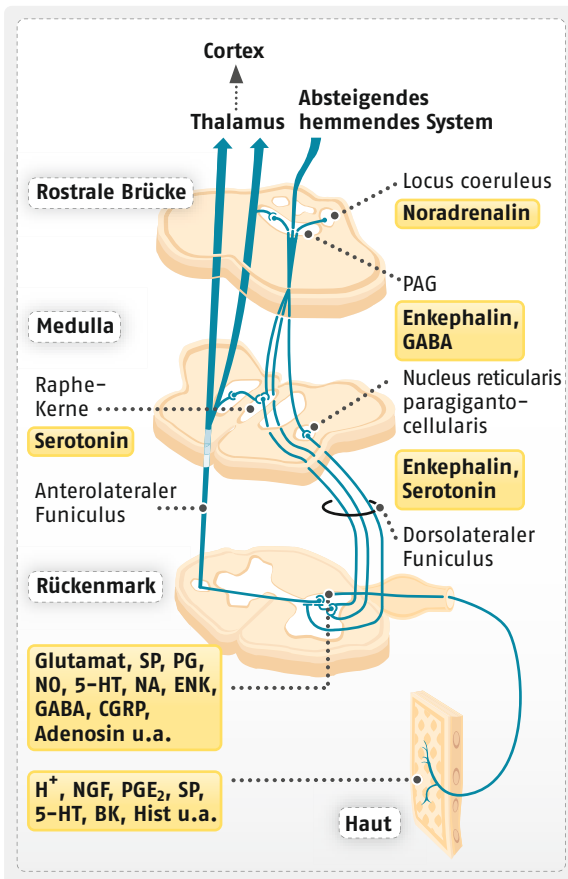 Cortex
Thalamus
Absteigendes
hemmendes System
Rostrale Brücke
Locus coeruleus
Noradrenalin
PAG
Enkephalin,
GABA
Medulla
Raphe-
Kerne
Serotonin
Nucleus reticularis
paragiganto-
cellularis
Enkephalin,
Serotonin
Anterolateraler
Funiculus
Dorsolateraler
Funiculus
Rückenmark
Glutamat, SP, PG,
NO, 5-HT, NA, ENK,
GABA, CGRP,
Adenosin u.a.
H⁺, NGF, PGE₂, SP,
5-HT, BK, Hist u.a.
Haut